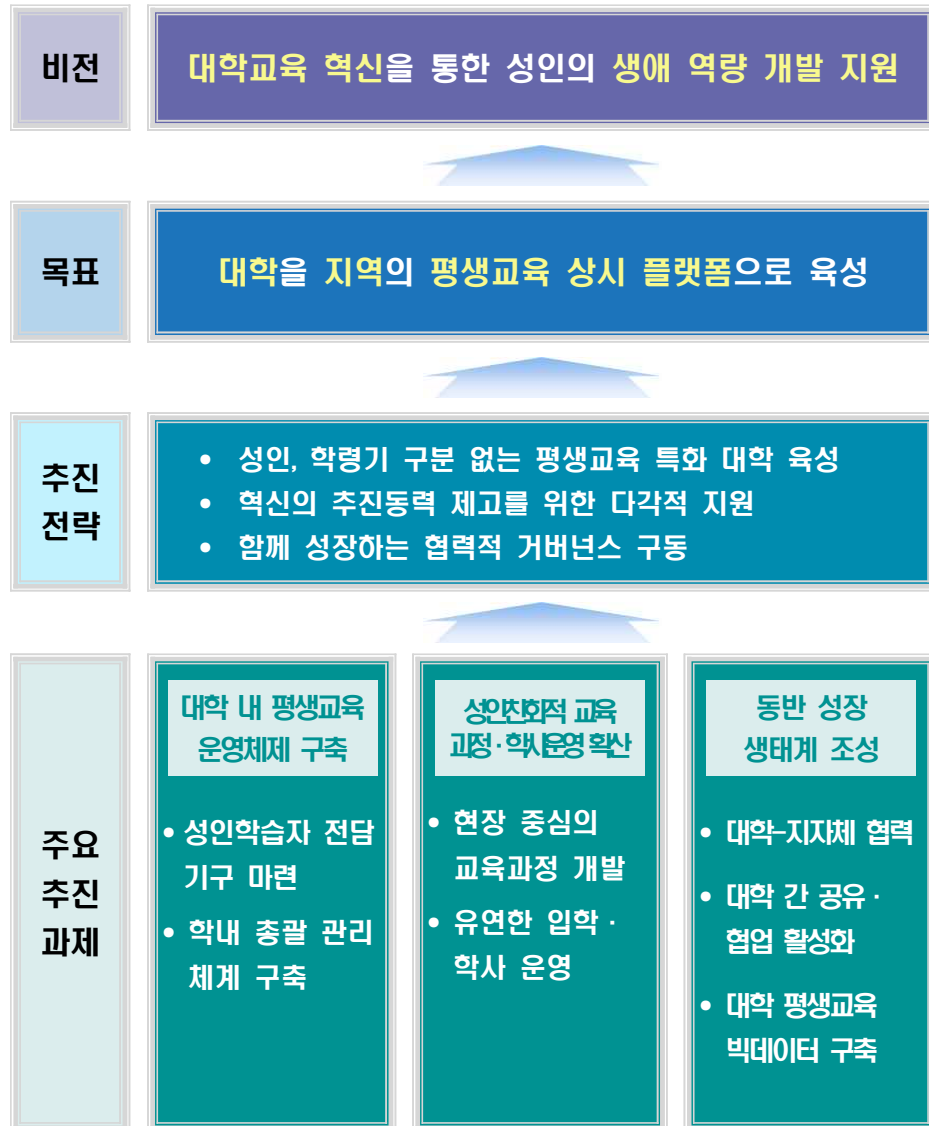 비전
대학교육 혁신을 통한 성인의 생애 역량 개발 지원
목표
대학을 지역의 평생교육 상시 플랫폼으로 육성
추진
전략
• 성인, 학령기 구분 없는 평생교육 특화 대학 육성
• 혁신의 추진동력 제고를 위한 다각적 지원
• 함께 성장하는 협력적 거버넌스 구동
주요
추진
과제
대학 내 평생교육
운영체제 구축
• 성인학습자 전담
기구 마련
• 학내 총괄 관리
체계 구축
성인친화적 교육
과정·학사운영 확산
• 현장 중심의
교육과정 개발
• 유연한 입학·
학사 운영
동반 성장
생태계 조성
• 대학-지자체 협력
• 대학 간 공유·
협업 활성화
• 대학 평생교육
빅데이터 구축